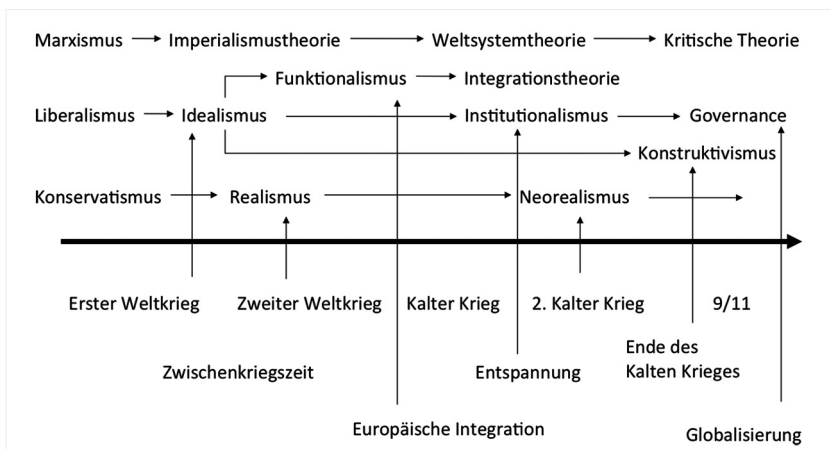 Marxismus Imperialismustheorie Weltsystemtheorie Kritische Theorie
Funktionalismus Integrationstheorie
Liberalismus Idealismus Institutionalismus Governance
Konstruktivismus
Konservatismus Realismus Neorealismus
Erster Weltkrieg Zweiter Weltkrieg Kalter Krieg 2. Kalter Krieg 9/11
Ende des
Zwischenkriegszeit Entspannung Kalten Krieges
Europäische Integration Globalisierung